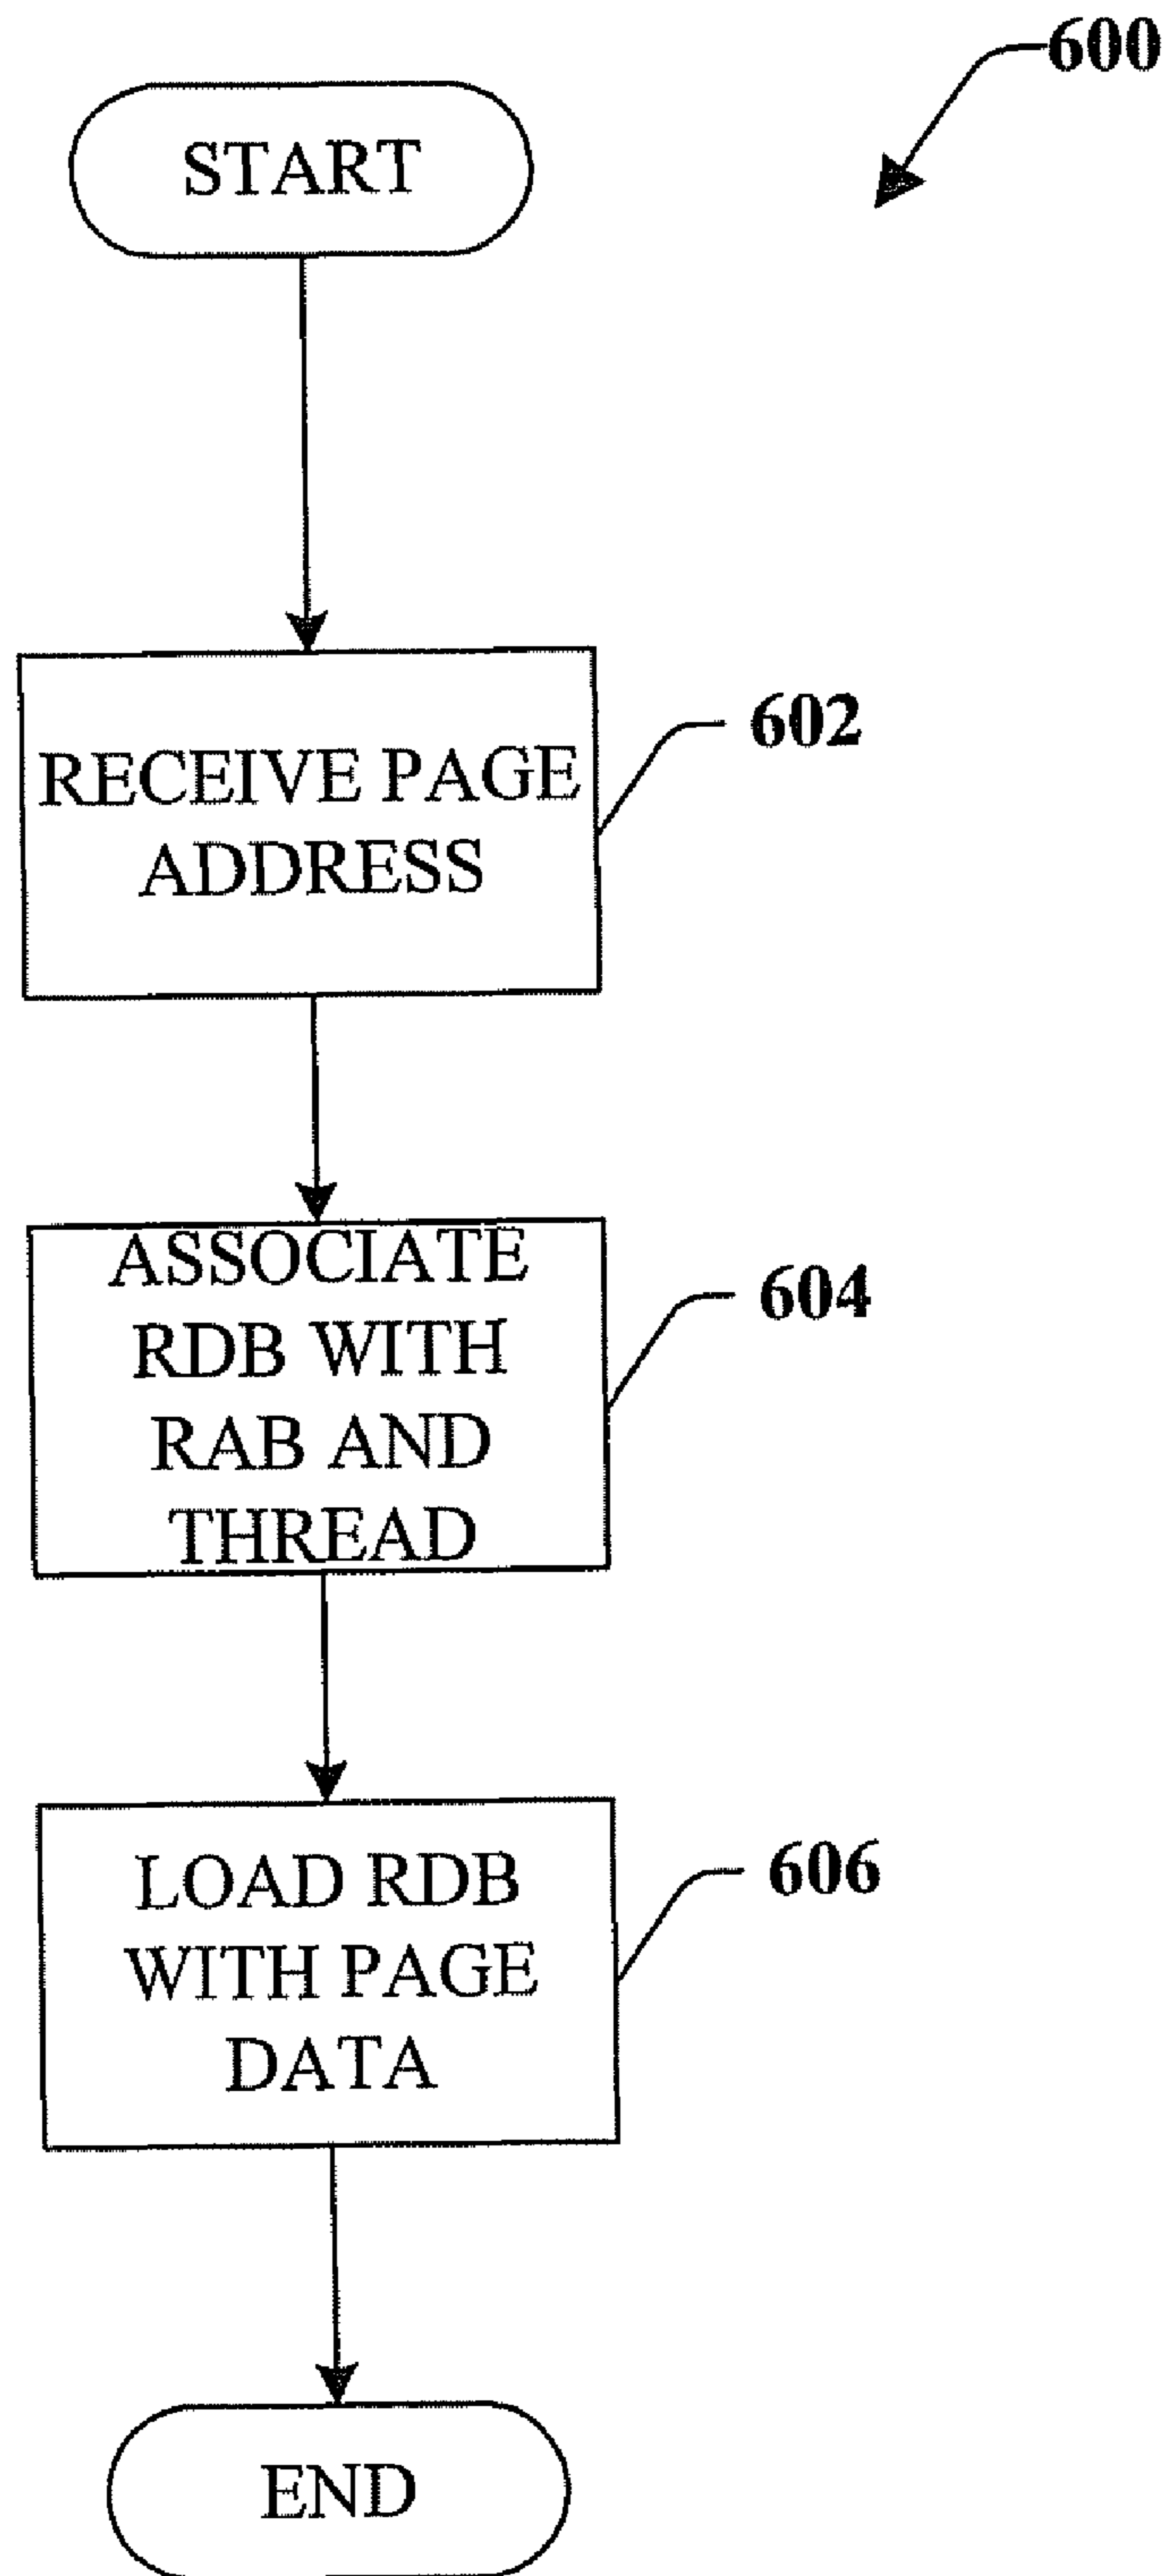 600
START
RECEIVE PAGE
ADDRESS
602
ASSOCIATE
RDB WITH
RAB AND
THREAD
604
LOAD RDB
WITH PAGE
DATA
606
END